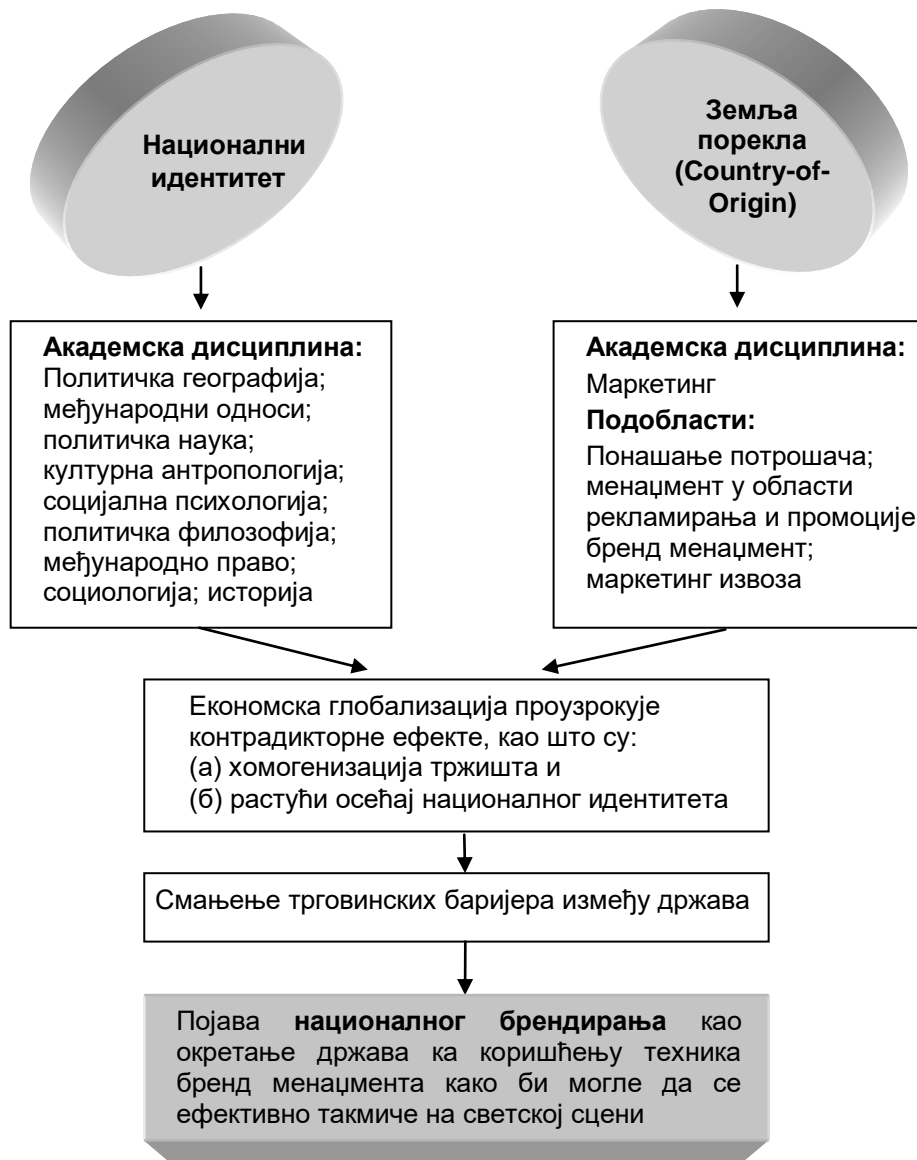 Национални
идентитет
Земља
порекла
(Country-of-
Origin)
Академска дисциплина:
Политичка географија;
међународни односи;
политичка наука;
културна антропологија;
социјална психологија;
политичка филозофија;
међународно право;
социологија; историја
Академска дисциплина:
Маркетинг
Подобласти:
Понашање потрошача;
менаџмент у области
рекламирања и промоције
бренд менаџмент;
маркетинг извоза
Економска глобализација проузрокује
контрадикторне ефекте, као што су:
(а) хомогенизација тржишта и
(б) растући осећај националног идентитета
Смањење трговинских баријера између држава
Појава националног брендирања као
окретање држава ка коришћењу техника
бренд менаџмента како би могле да се
ефективно такмиче на светској сцени